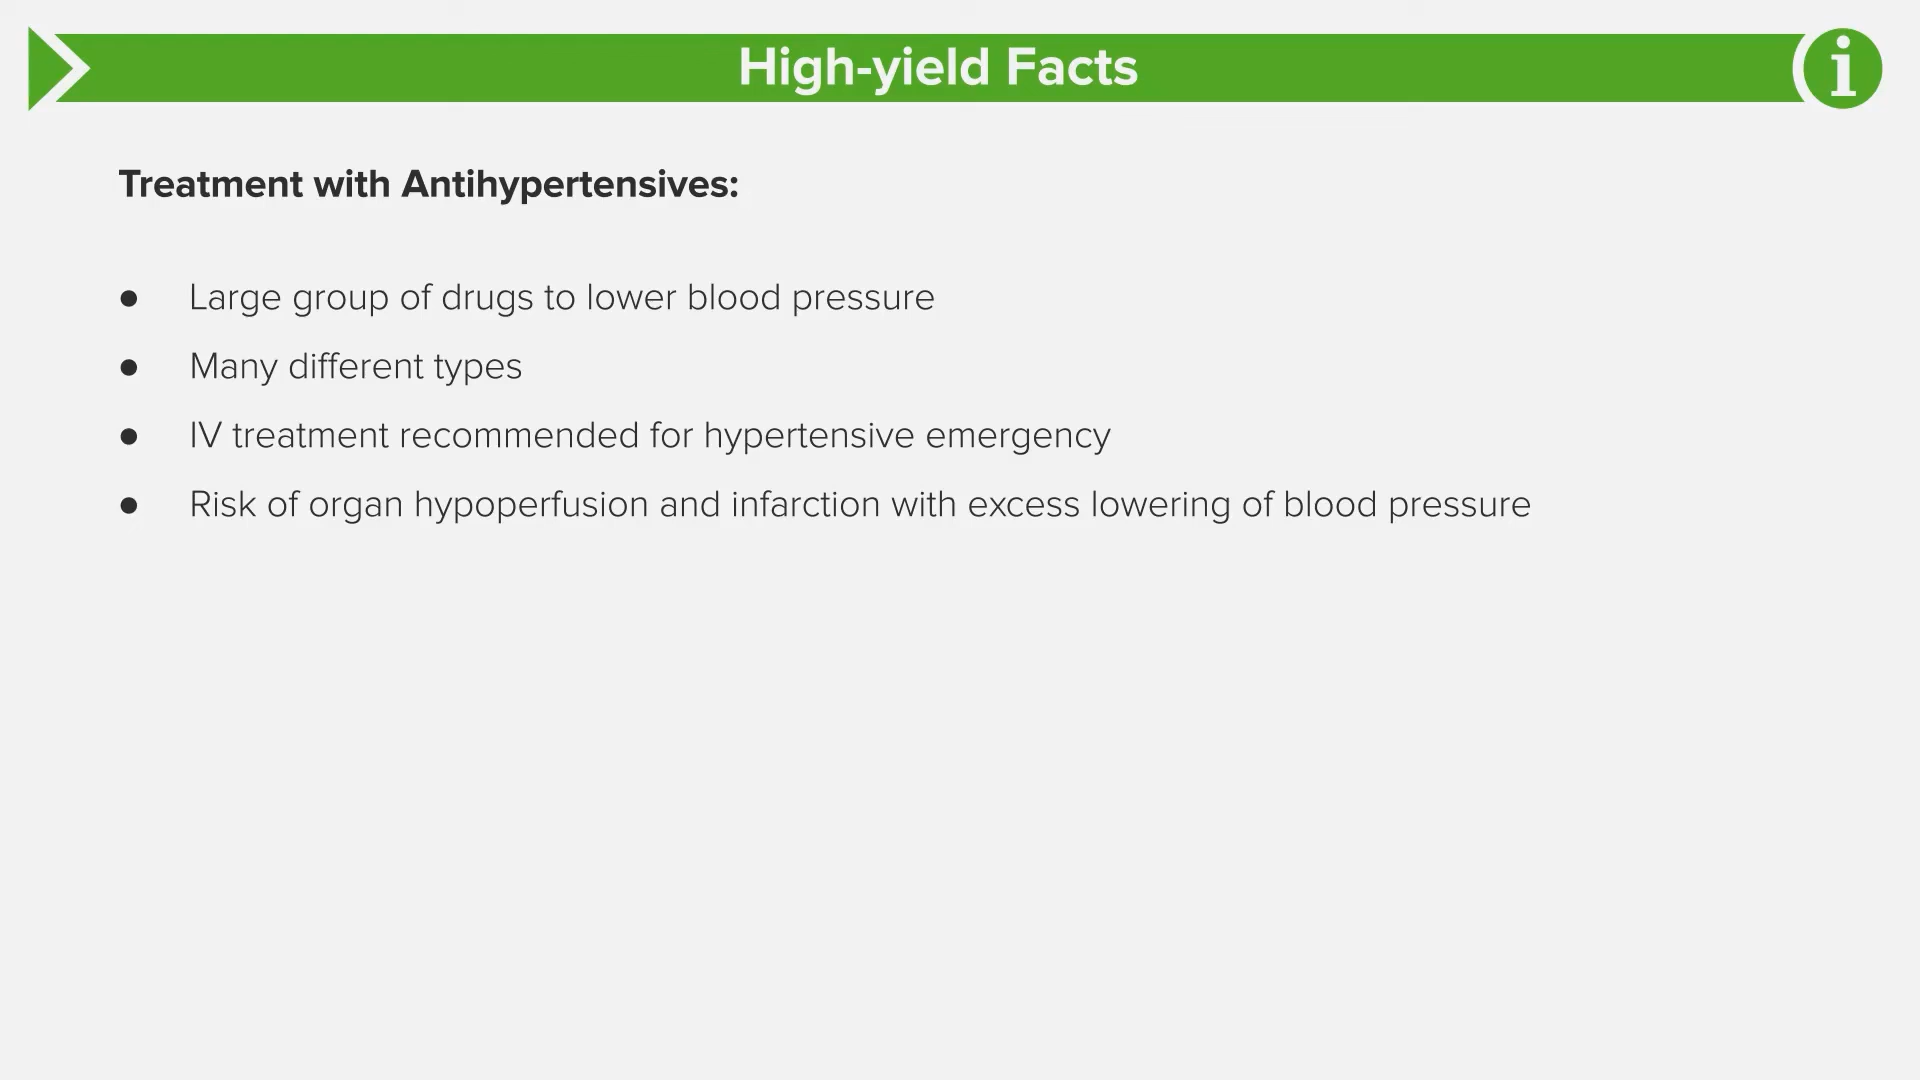 High-yield Facts
i
Treatment with Antihypertensives:
● Large group of drugs to lower blood pressure
● Many different types
● IV treatment recommended for hypertensive emergency
● Risk of organ hypoperfusion and infarction with excess lowering of blood pressure